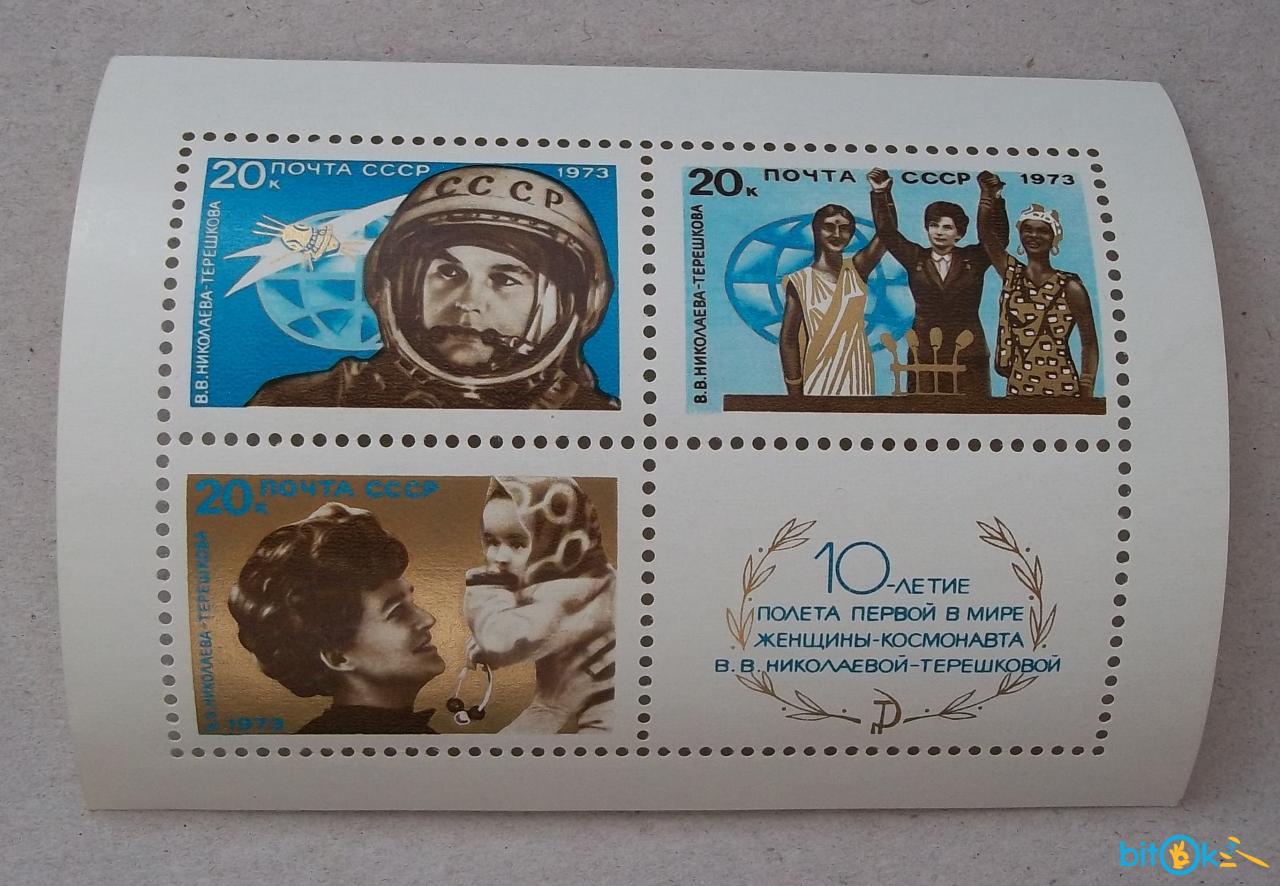 20к ПОЧТА СССР 1973
СССР
В.В.НИКОЛАЕВА-ТЕРЕШКОВА
20к ПОЧТА СССР 1973
В.В.НИКОЛАЕВА-ТЕРЕШКОВА
20к ПОЧТА СССР
В.В.НИКОЛАЕВА-ТЕРЕШКОВА
1973
10-ЛЕТИЕ
ПОЛЕТА ПЕРВОЙ В МИРЕ
ЖЕНЩИНЫ-КОСМОНАВТА
В.В.НИКОЛАЕВОЙ-ТЕРЕШКОВОЙ
bitOk